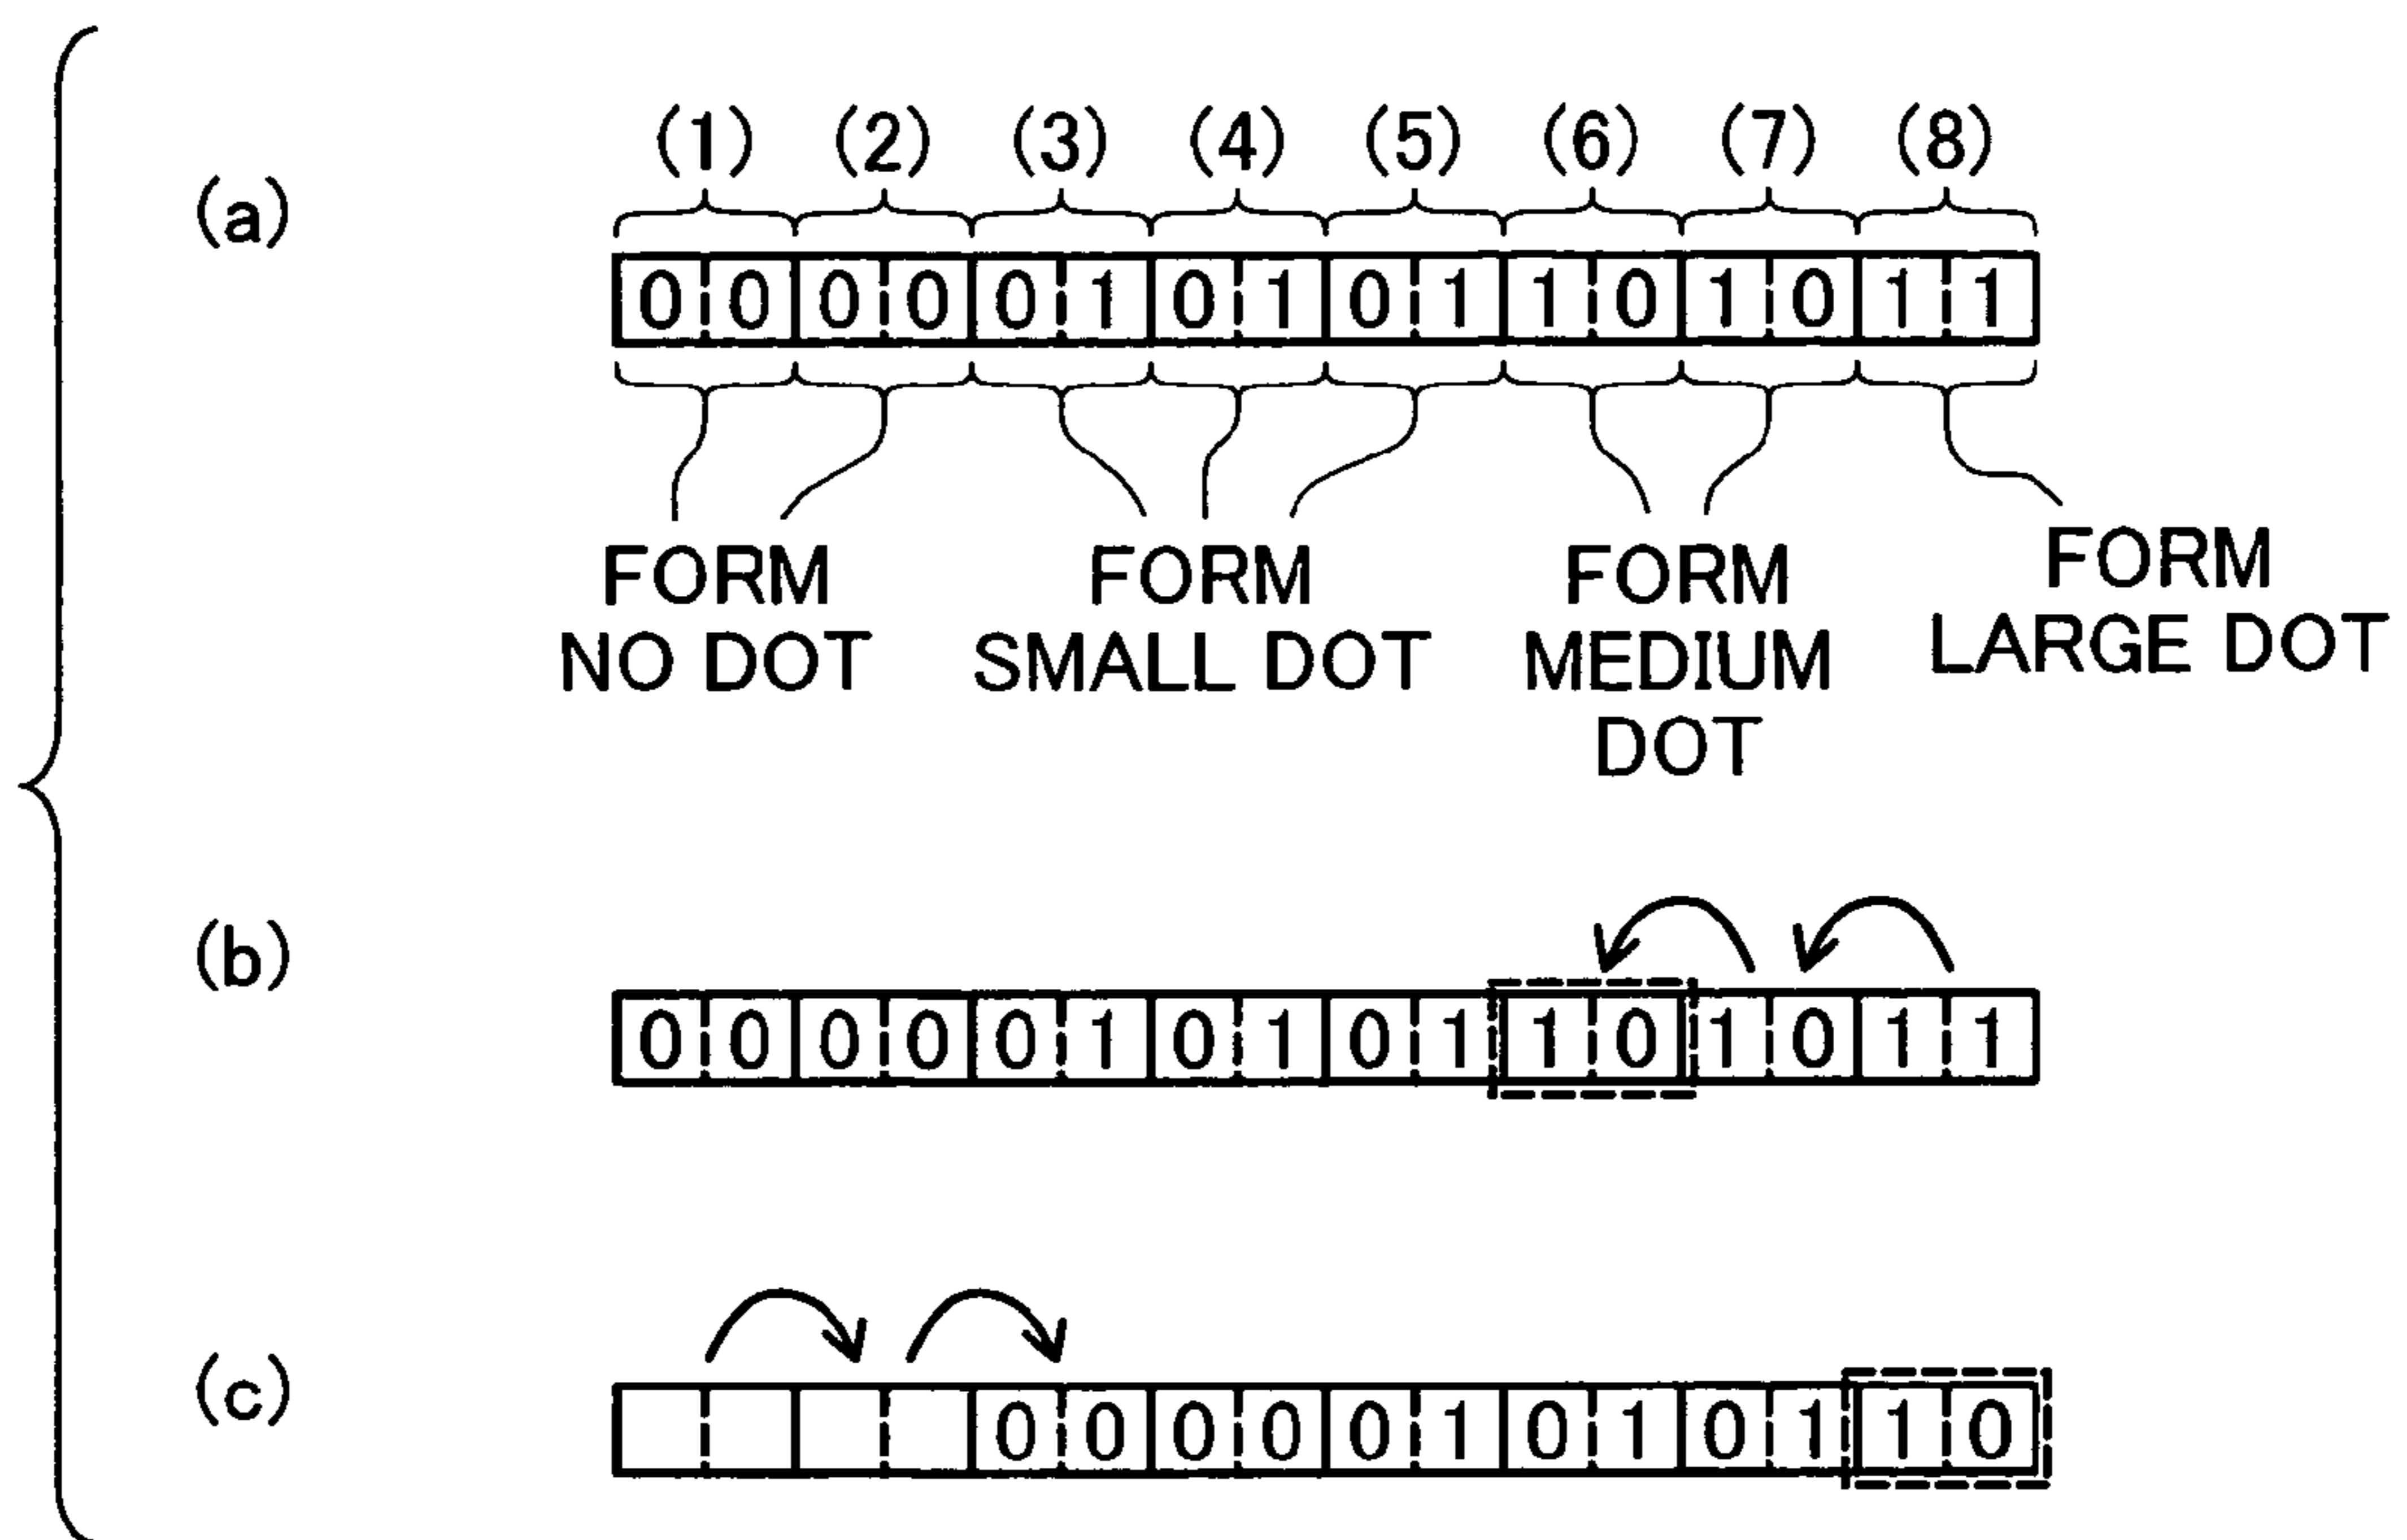 (1) (2) (3) (4) (5) (6) (7) (8)
(a)
0 0 0 0 0 1 0 1 0 1 1 0 1 0 1 1
FORM NO DOT
FORM SMALL DOT
FORM MEDIUM DOT
FORM LARGE DOT
(b)
0 0 0 0 0 1 0 1 0 1 1 0 1 0 1 1
(c)
0 0 0 0 0 1 0 1 0 1 1 0